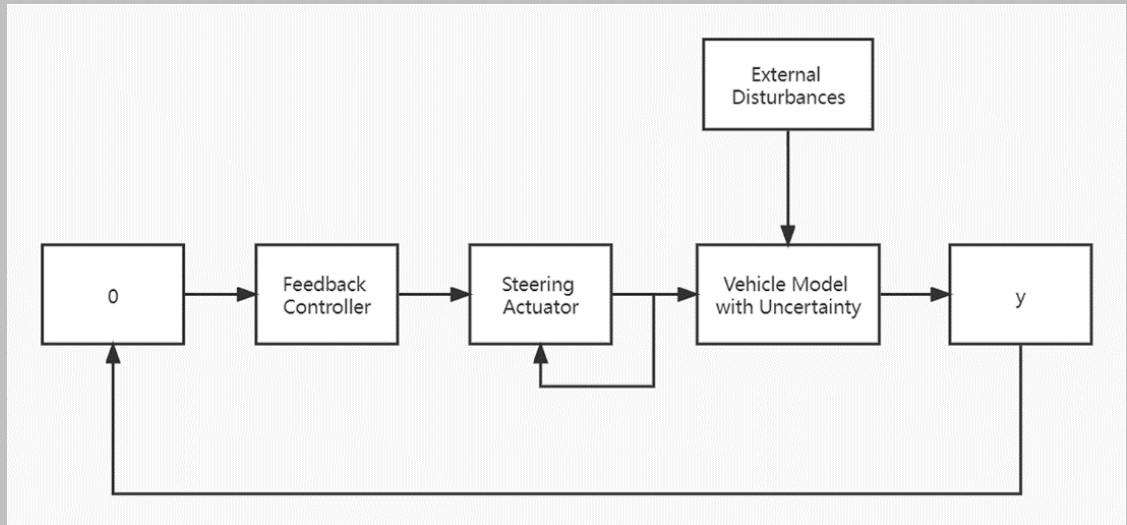 External
Disturbances
0
Feedback
Controller
Steering
Actuator
Vehicle Model
with Uncertainty
y